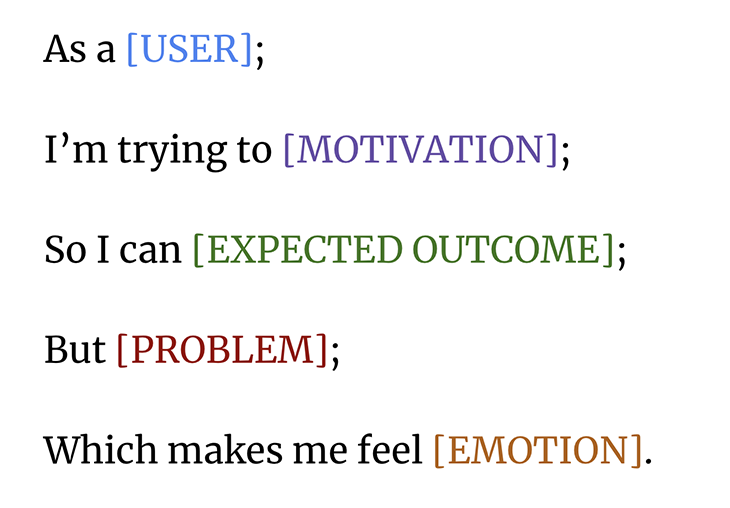 As a [USER];
I’m trying to [MOTIVATION];
So I can [EXPECTED OUTCOME];
But [PROBLEM];
Which makes me feel [EMOTION].